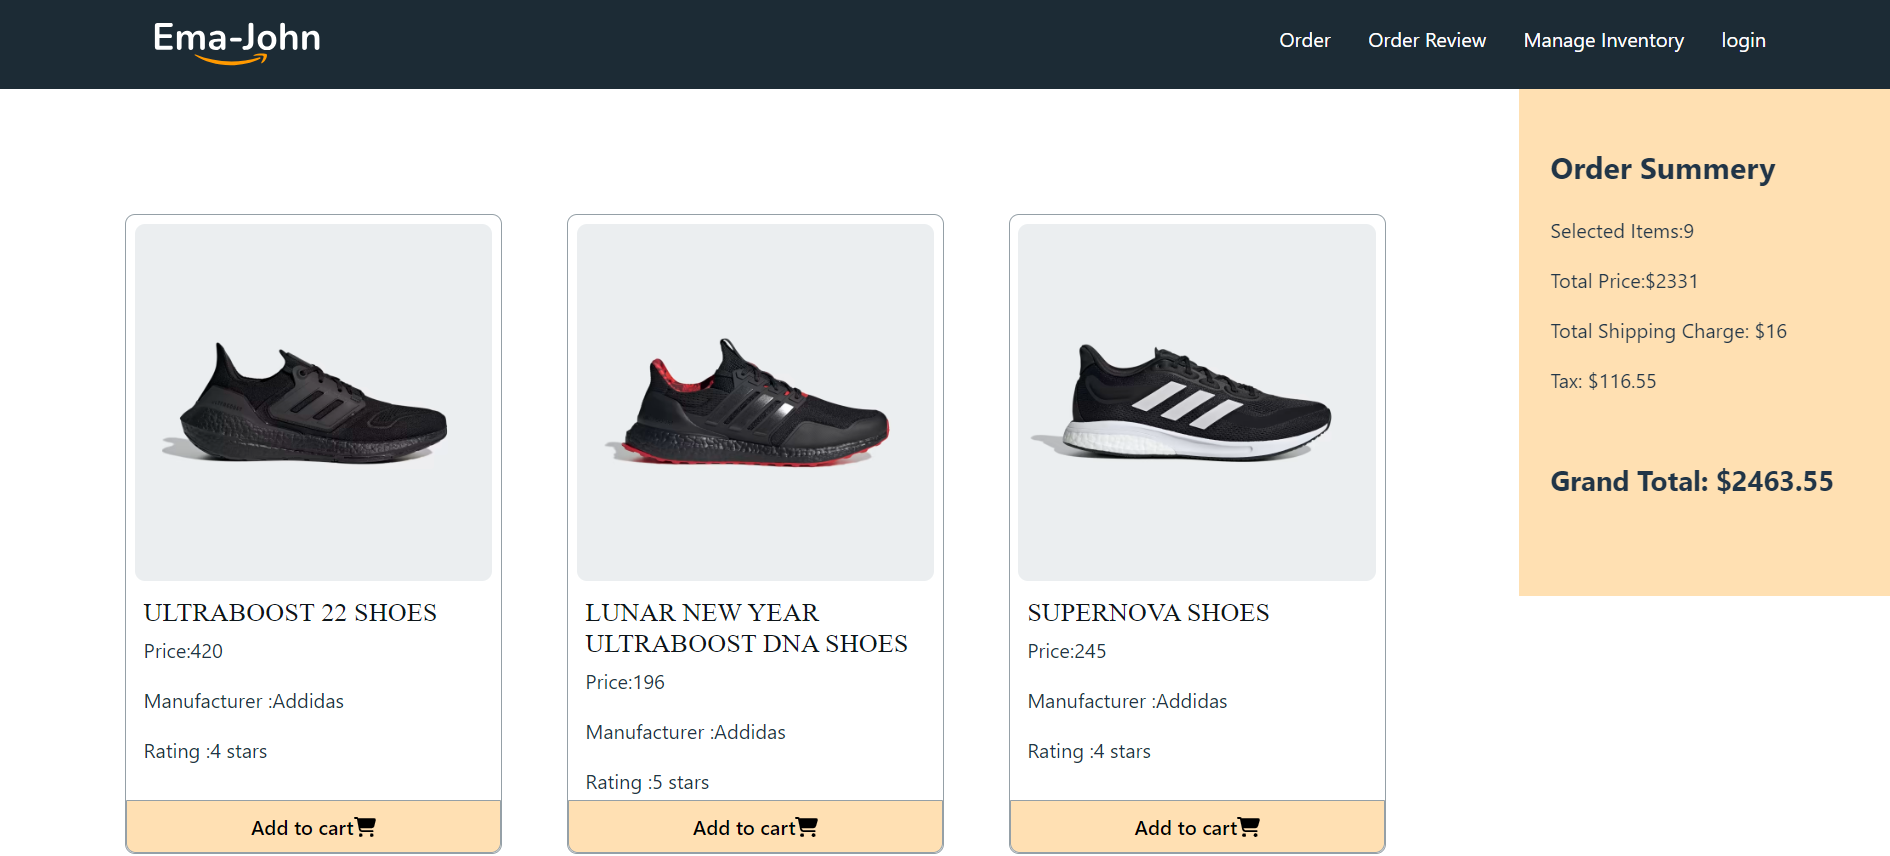 Ema-John
Order
Order Review
Manage Inventory
login
ULTRABOOST 22 SHOES
Price:420
Manufacturer :Addidas
Rating :4 stars
Add to cart
LUNAR NEW YEAR
ULTRABOOST DNA SHOES
Price:196
Manufacturer :Addidas
Rating :5 stars
Add to cart
SUPERNOVA SHOES
Price:245
Manufacturer :Addidas
Rating :4 stars
Add to cart
Order Summery
Selected Items:9
Total Price:$2331
Total Shipping Charge: $16
Tax: $116.55
Grand Total: $2463.55